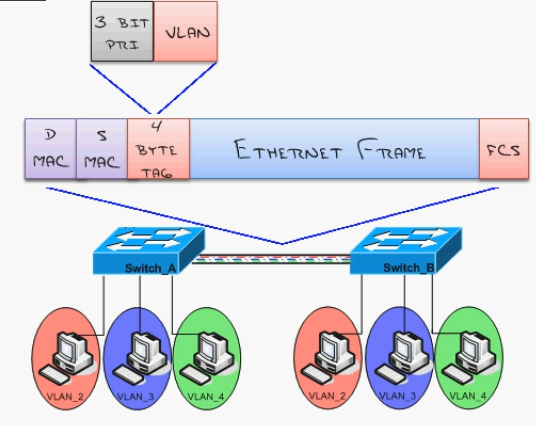 3 BIT
PRI
VLAN
D
MAC
S
MAC
4
BYTE
TAG
ETHERNET FRAME
FCS
Switch_A
Switch_B
VLAN_2
VLAN_3
VLAN_4
VLAN_2
VLAN_3
VLAN_4